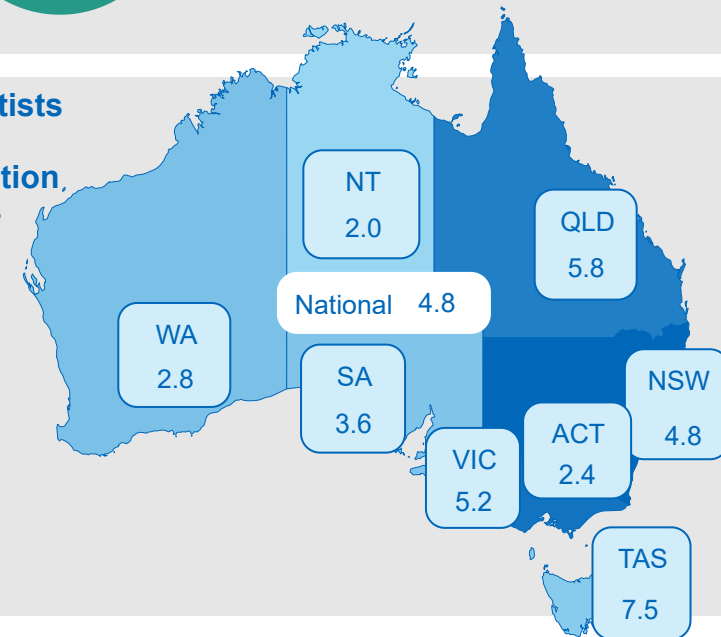 tists
tion
NT
2.0
QLD
5.8
National 4.8
WA
2.8
SA
3.6
NSW
4.8
ACT
2.4
VIC
5.2
TAS
7.5